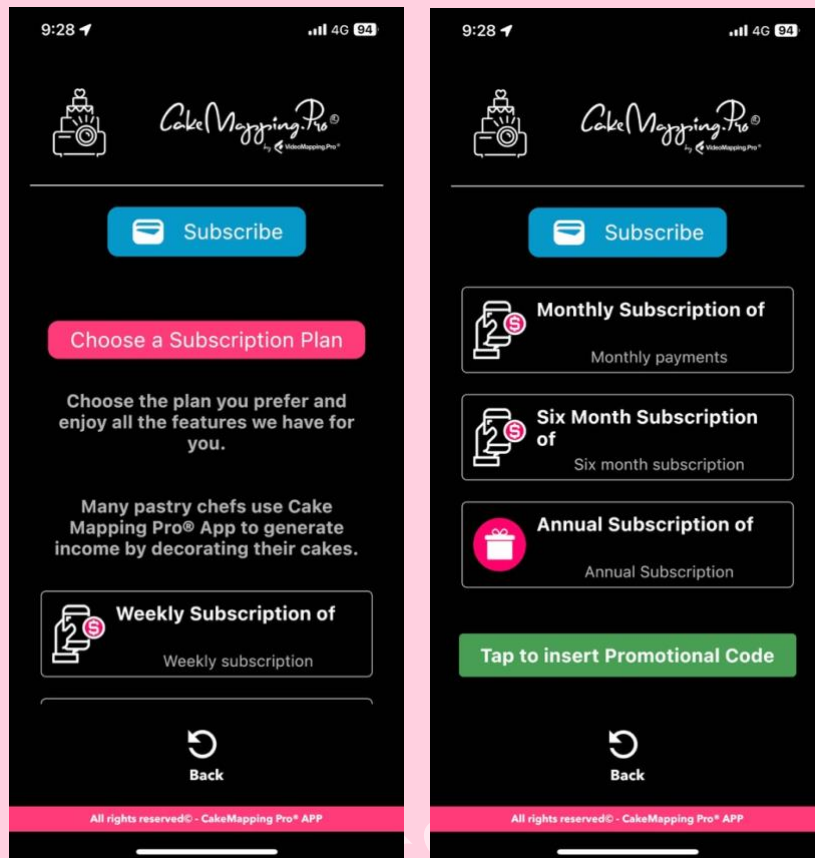 9:28
4G 94
CakeMapping.Pro®
by VideoMapping.Pro®
Subscribe
Choose a Subscription Plan
Choose the plan you prefer and
enjoy all the features we have for
you.
Many pastry chefs use Cake
Mapping Pro® App to generate
income by decorating their cakes.
Weekly Subscription of
Weekly subscription
Back
All rights reserved© - CakeMapping Pro® APP
9:28
4G 94
CakeMapping.Pro®
by VideoMapping.Pro®
Subscribe
Monthly Subscription of
Monthly payments
Six Month Subscription
of
Six month subscription
Annual Subscription of
Annual Subscription
Tap to insert Promotional Code
Back
All rights reserved© - CakeMapping Pro® APP